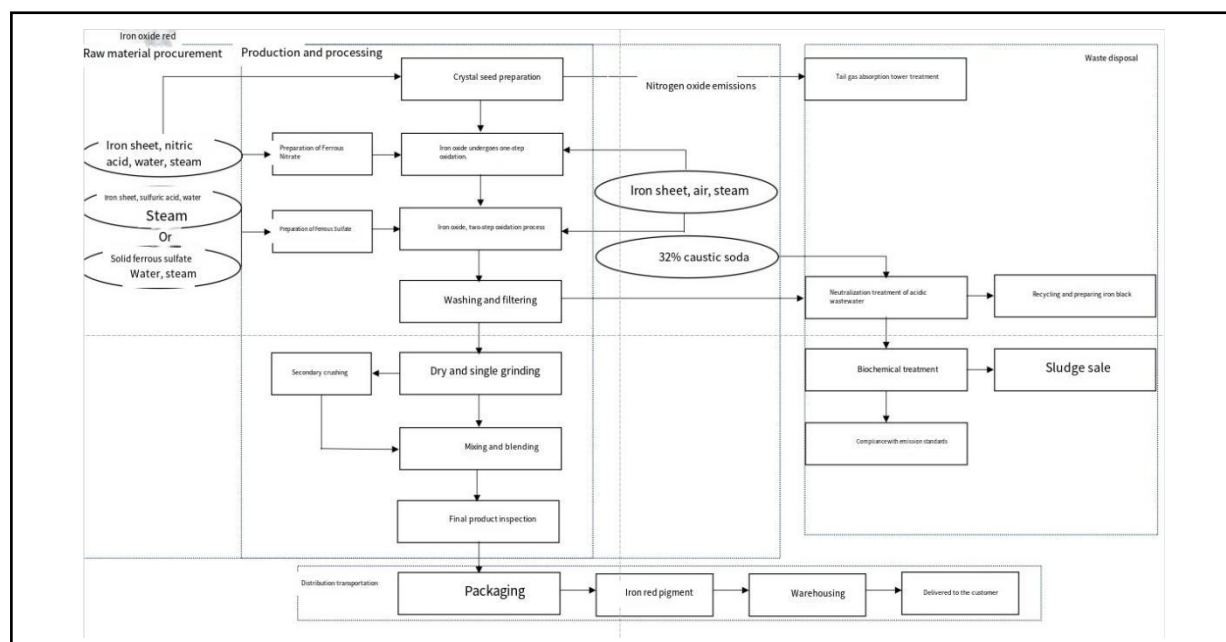 Iron oxide red
Raw material procurement
Production and processing
Waste disposal
Crystal seed preparation
Nitrogen oxide emissions
Tail gas absorption tower treatment
Iron sheet, nitric
acid, water, steam
Preparation of Ferrous
Nitrate
Iron oxide undergoes one-step
oxidation.
Iron sheet, air, steam
Iron sheet, sulfuric acid, water
Steam
Or
Solid ferrous sulfate
Water, steam
Preparation of Ferrous Sulfate
Iron oxide, two-step oxidation process
32% caustic soda
Washing and filtering
Neutralization treatment of acidic
wastewater
Recycling and preparing iron black
Secondary crushing
Dry and single grinding
Biochemical treatment
Sludge sale
Mixing and blending
Compliance with emission standards
Final product inspection
Distribution transportation
Packaging
Iron red pigment
Warehousing
Delivered to the customer